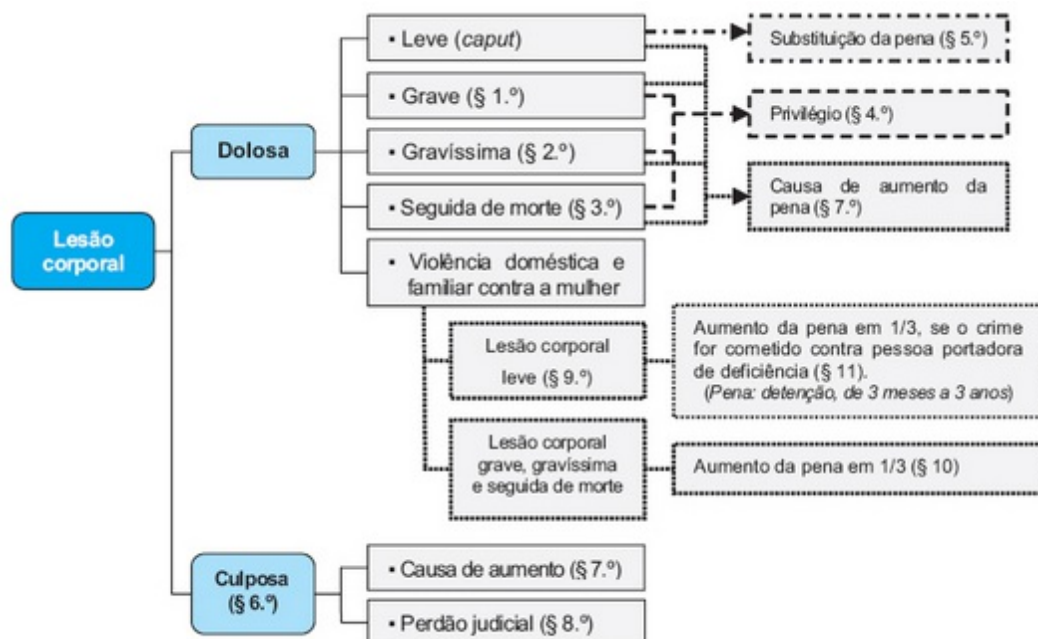 Lesão
corporal
Dolosa
▪ Leve (caput)
▪ Grave (§ 1.º)
▪ Gravíssima (§ 2.º)
▪ Seguida de morte (§ 3.º)
▪ Violência doméstica e
familiar contra a mulher
Substituição da pena (§ 5.º)
Privilégio (§ 4.º)
Causa de aumento da
pena (§ 7.º)
Lesão corporal
leve (§ 9.º)
Aumento da pena em 1/3, se o crime
for cometido contra pessoa portadora
de deficiência (§ 11).
(Pena: detenção, de 3 meses a 3 anos)
Lesão corporal
grave, gravíssima
e seguida de morte
Aumento da pena em 1/3 (§ 10)
Culposa
(§ 6.º)
▪ Causa de aumento (§ 7.º)
▪ Perdão judicial (§ 8.º)